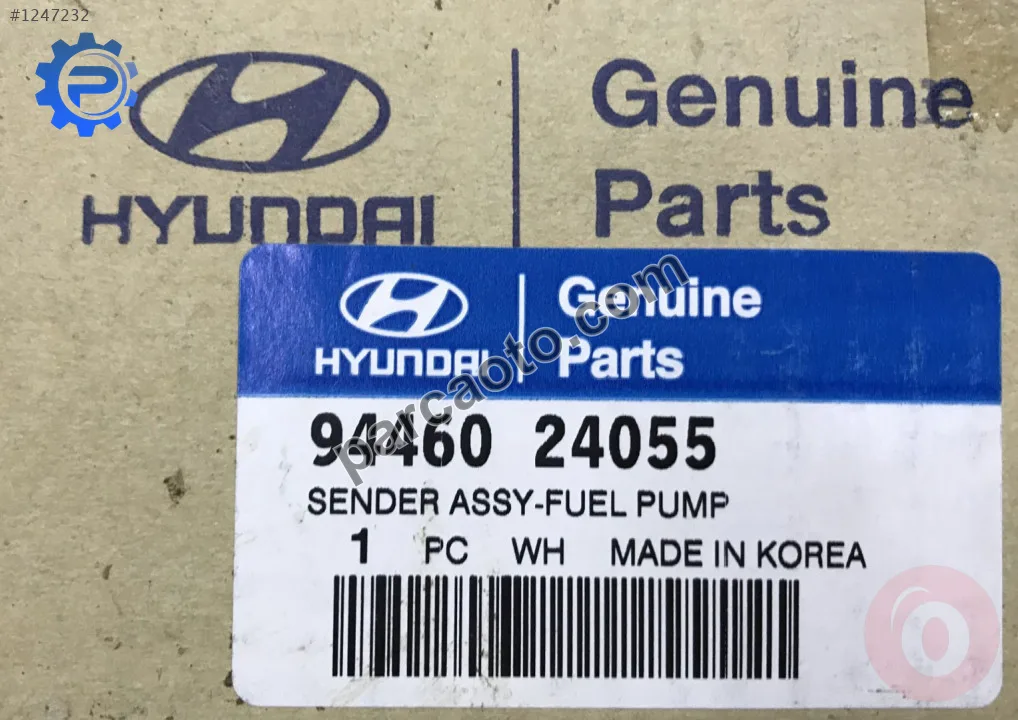 #1247232
P
HYUNDAI
Genuine
Parts
HYUNDAI
Genuine
Parts
parcaoto.com
94460 24055
SENDER ASSY-FUEL PUMP
1 PC WH MADE IN KOREA